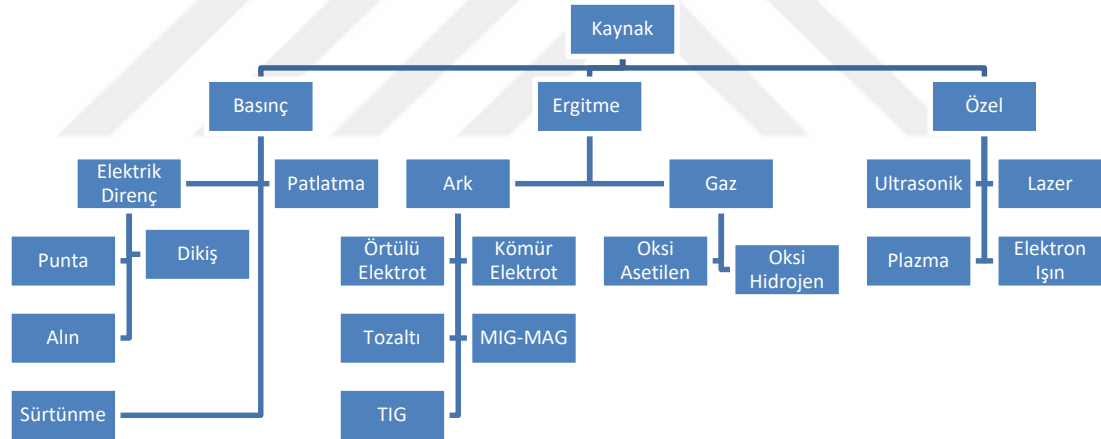 Kaynak
Basınç
Ergitme
Özel
Elektrik
Direnç
Patlatma
Ark
Gaz
Ultrasonik
Lazer
Punta
Dikiş
Örtülü
Elektrot
Kömür
Elektrot
Oksi
Asetilen
Oksi
Hidrojen
Plazma
Elektron
Işın
Alın
Tozaltı
MIG-MAG
Sürtünme
TIG